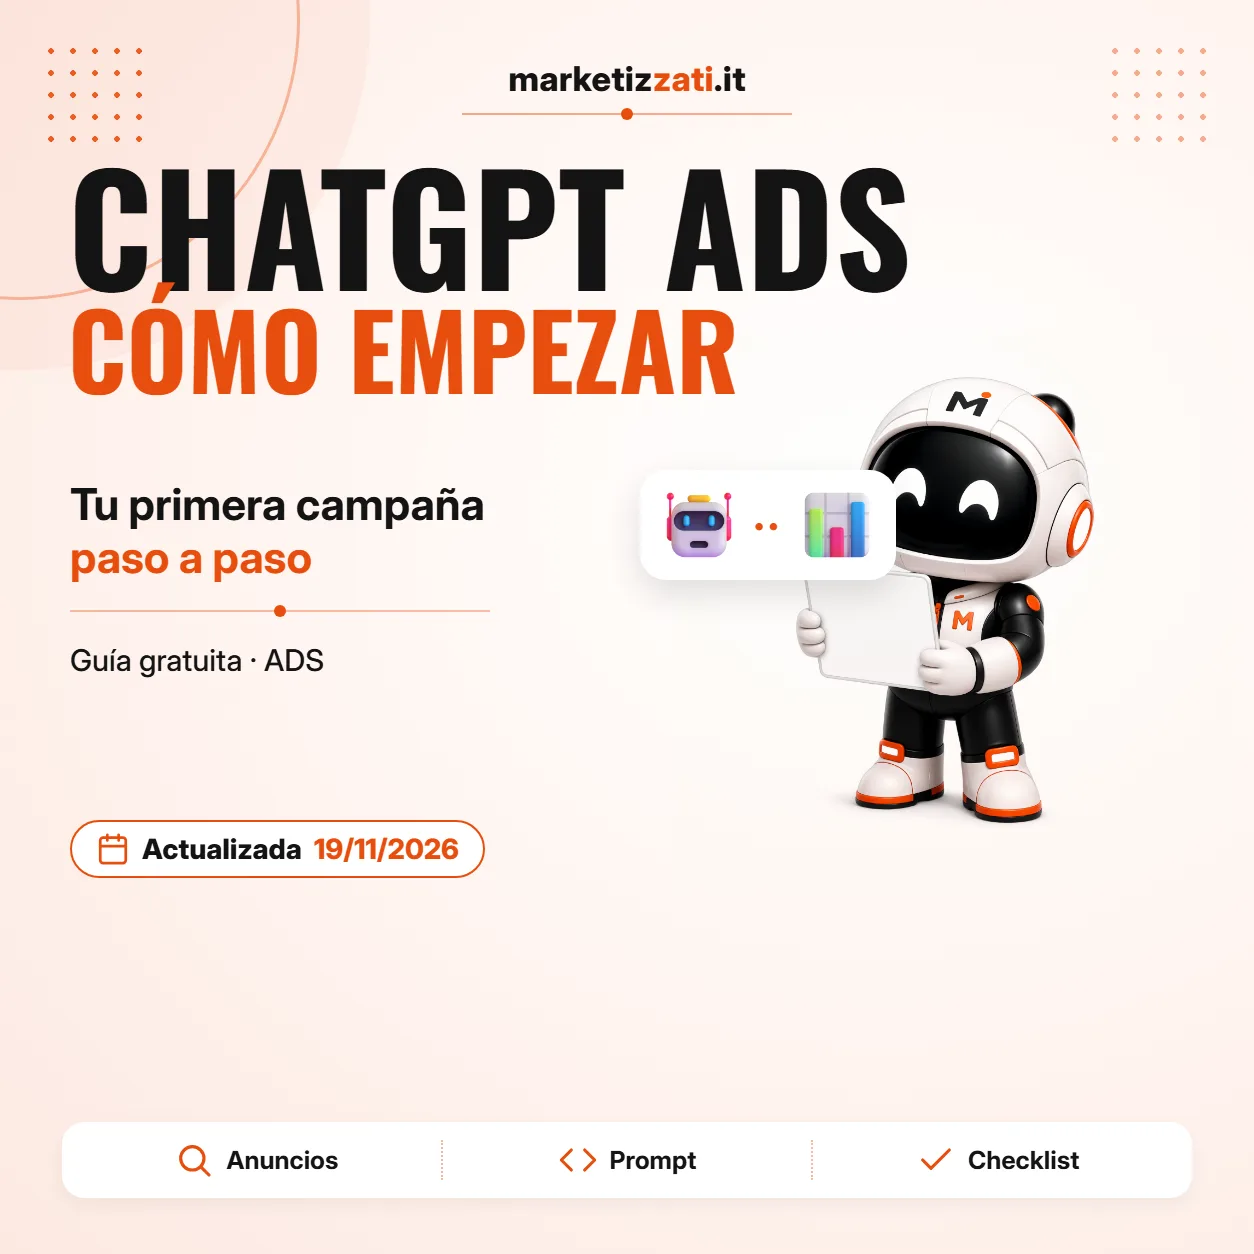 marketizzati.it
CHATGPT ADS
CÓMO EMPEZAR
Tu primera campaña
paso a paso
Guía gratuita · ADS
Actualizada 19/11/2026
Anuncios
Prompt
Checklist
M
M